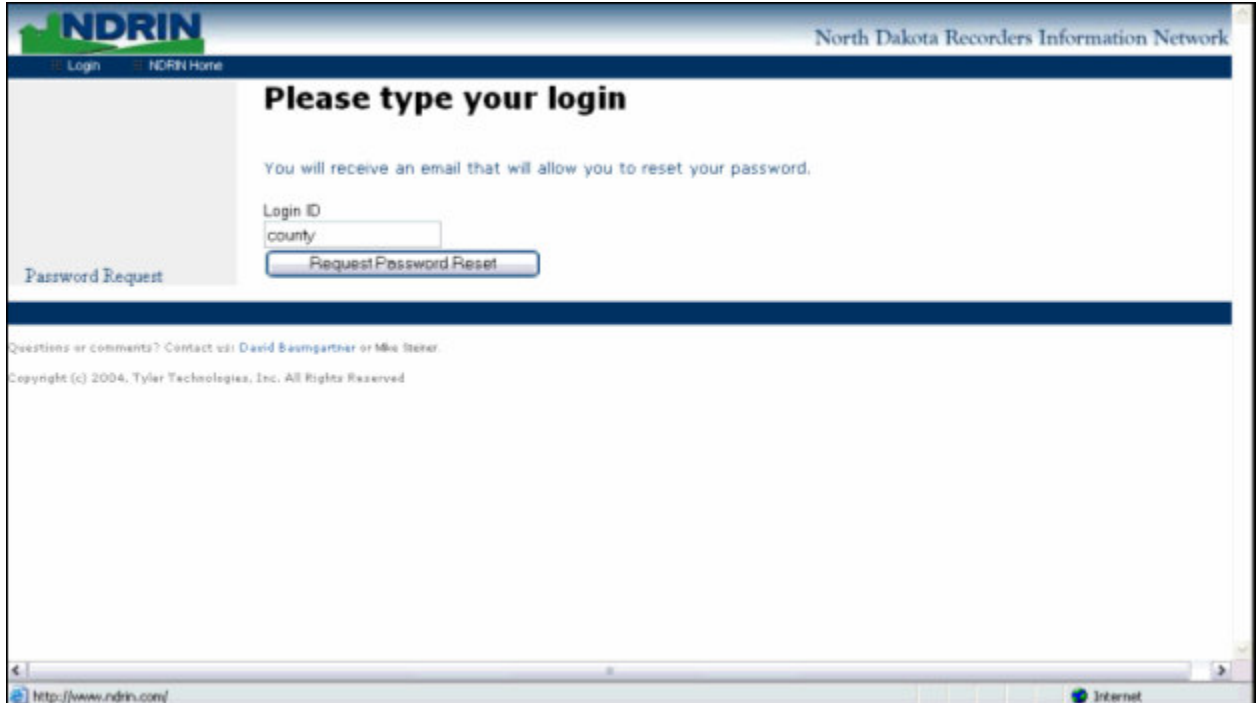 NDRIN
North Dakota Recorders Information Network
Login NDRIN Home
Please type your login
You will receive an email that will allow you to reset your password.
Login ID
county
Request Password Reset
Password Request
Questions or comments? Contact us: David Baumgartner or Mike Steiner.
Copyright (c) 2004, Tyler Technologies, Inc. All Rights Reserved
http://www.ndrin.com/
Internet